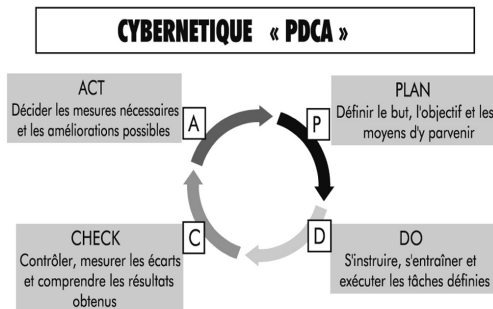 CYBERNETIQUE « PDCA »
ACT
Décider les mesures nécessaires
et les améliorations possibles
A
P
PLAN
Définir le but, l'objectif et les
moyens d'y parvenir
CHECK
Contrôler, mesurer les écarts
et comprendre les résultats
obtenus
C
D
DO
S'instruire, s'entraîner et
exécuter les tâches définies